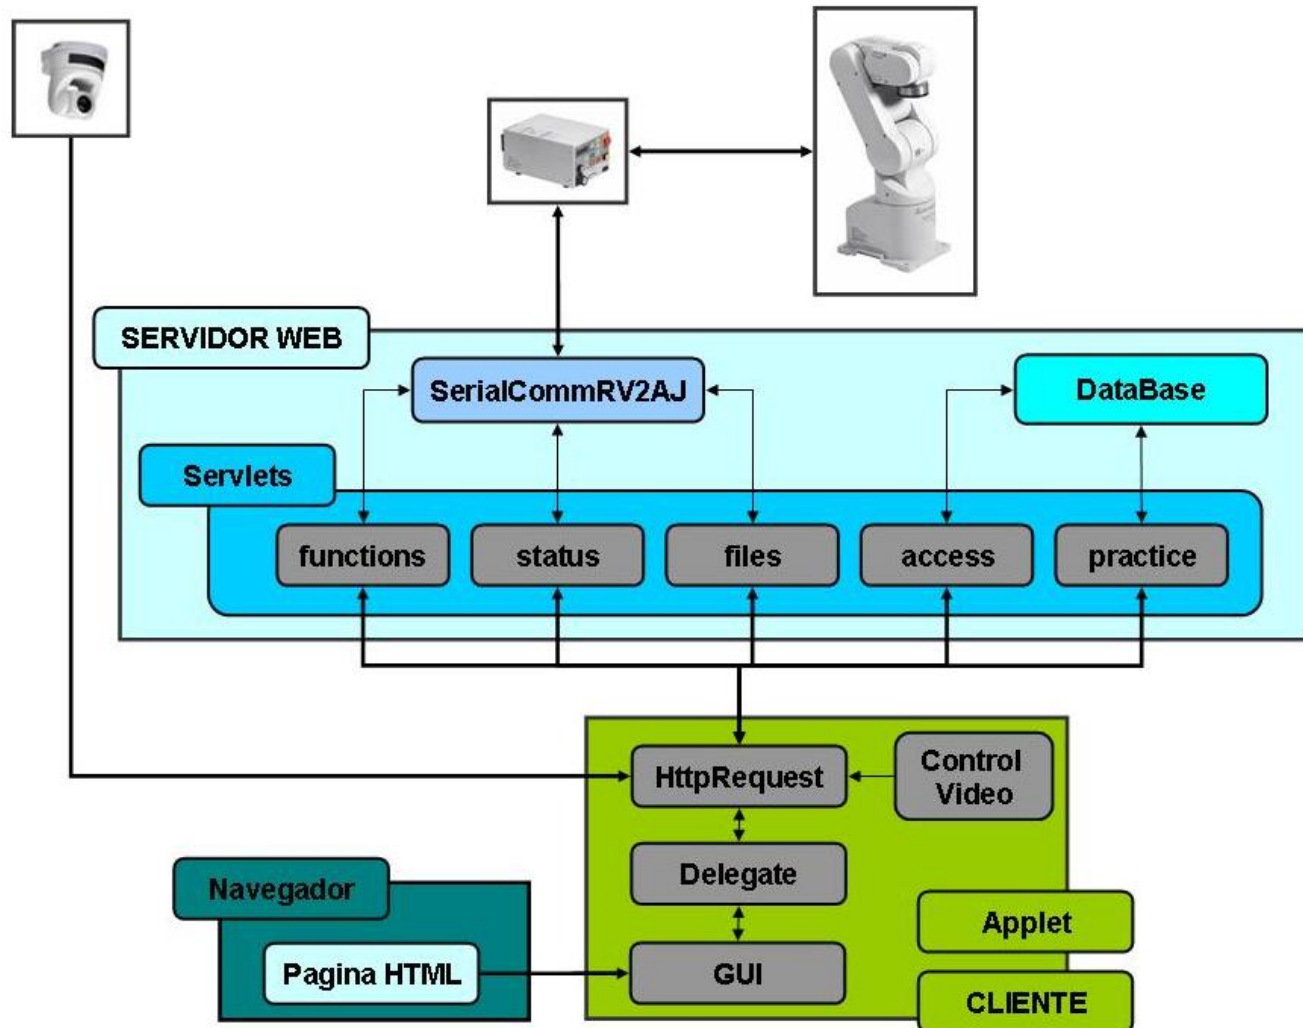 SERVIDOR WEB
SerialCommRV2AJ
DataBase
Servlets
functions
status
files
access
practice
HttpRequest
Control
Video
Delegate
Navegador
Applet
Pagina HTML
GUI
CLIENTE